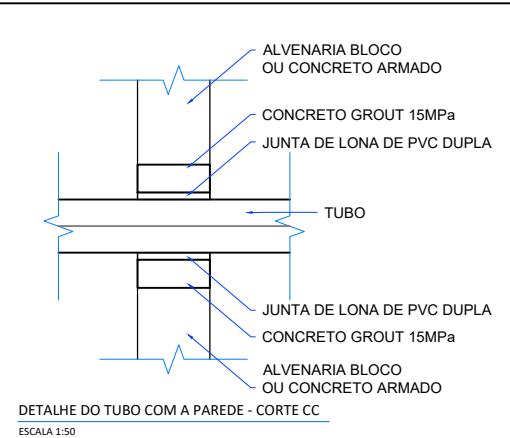 ALVENARIA BLOCO
OU CONCRETO ARMADO
CONCRETO GROUT 15MPa
JUNTA DE LONA DE PVC DUPLA
TUBO
JUNTA DE LONA DE PVC DUPLA
CONCRETO GROUT 15MPa
ALVENARIA BLOCO
OU CONCRETO ARMADO
DETALHE DO TUBO COM A PAREDE - CORTE CC
ESCALA 1:50